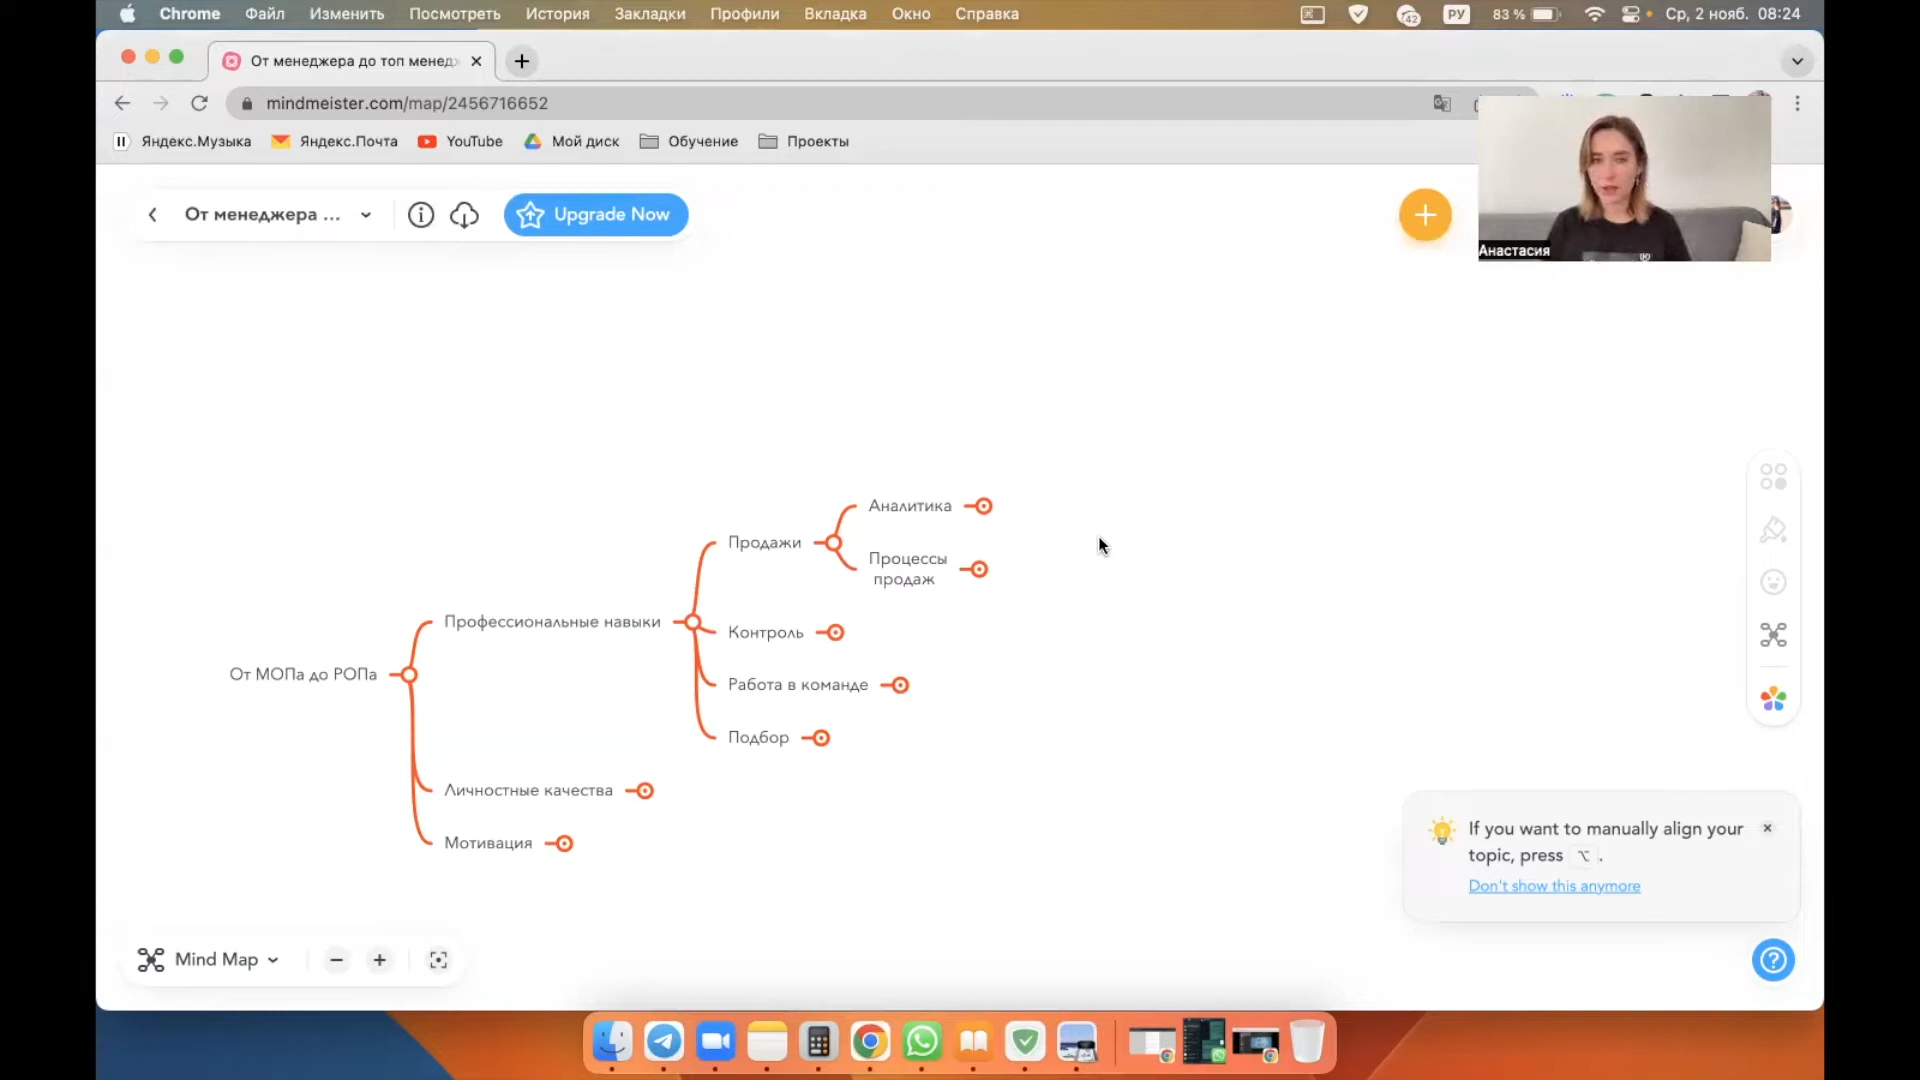 Chrome Файл Изменить Посмотреть История Закладки Профили Вкладка Окно Справка 42 РУ 83 % Ср, 2 нояб. 08:24
От менеджера до топ менед
mindmeister.com/map/2456716652
Яндекс.Музыка Яндекс.Почта YouTube Мой диск Обучение Проекты
От менеджера ... Upgrade Now
Анастасия
Аналитика
Продажи
Процессы
продаж
Профессиональные навыки
Контроль
От МОПа до РОПа
Работа в команде
Подбор
Личностные качества
Мотивация
If you want to manually align your
topic, press ⌥ .
Don't show this anymore
Mind Map